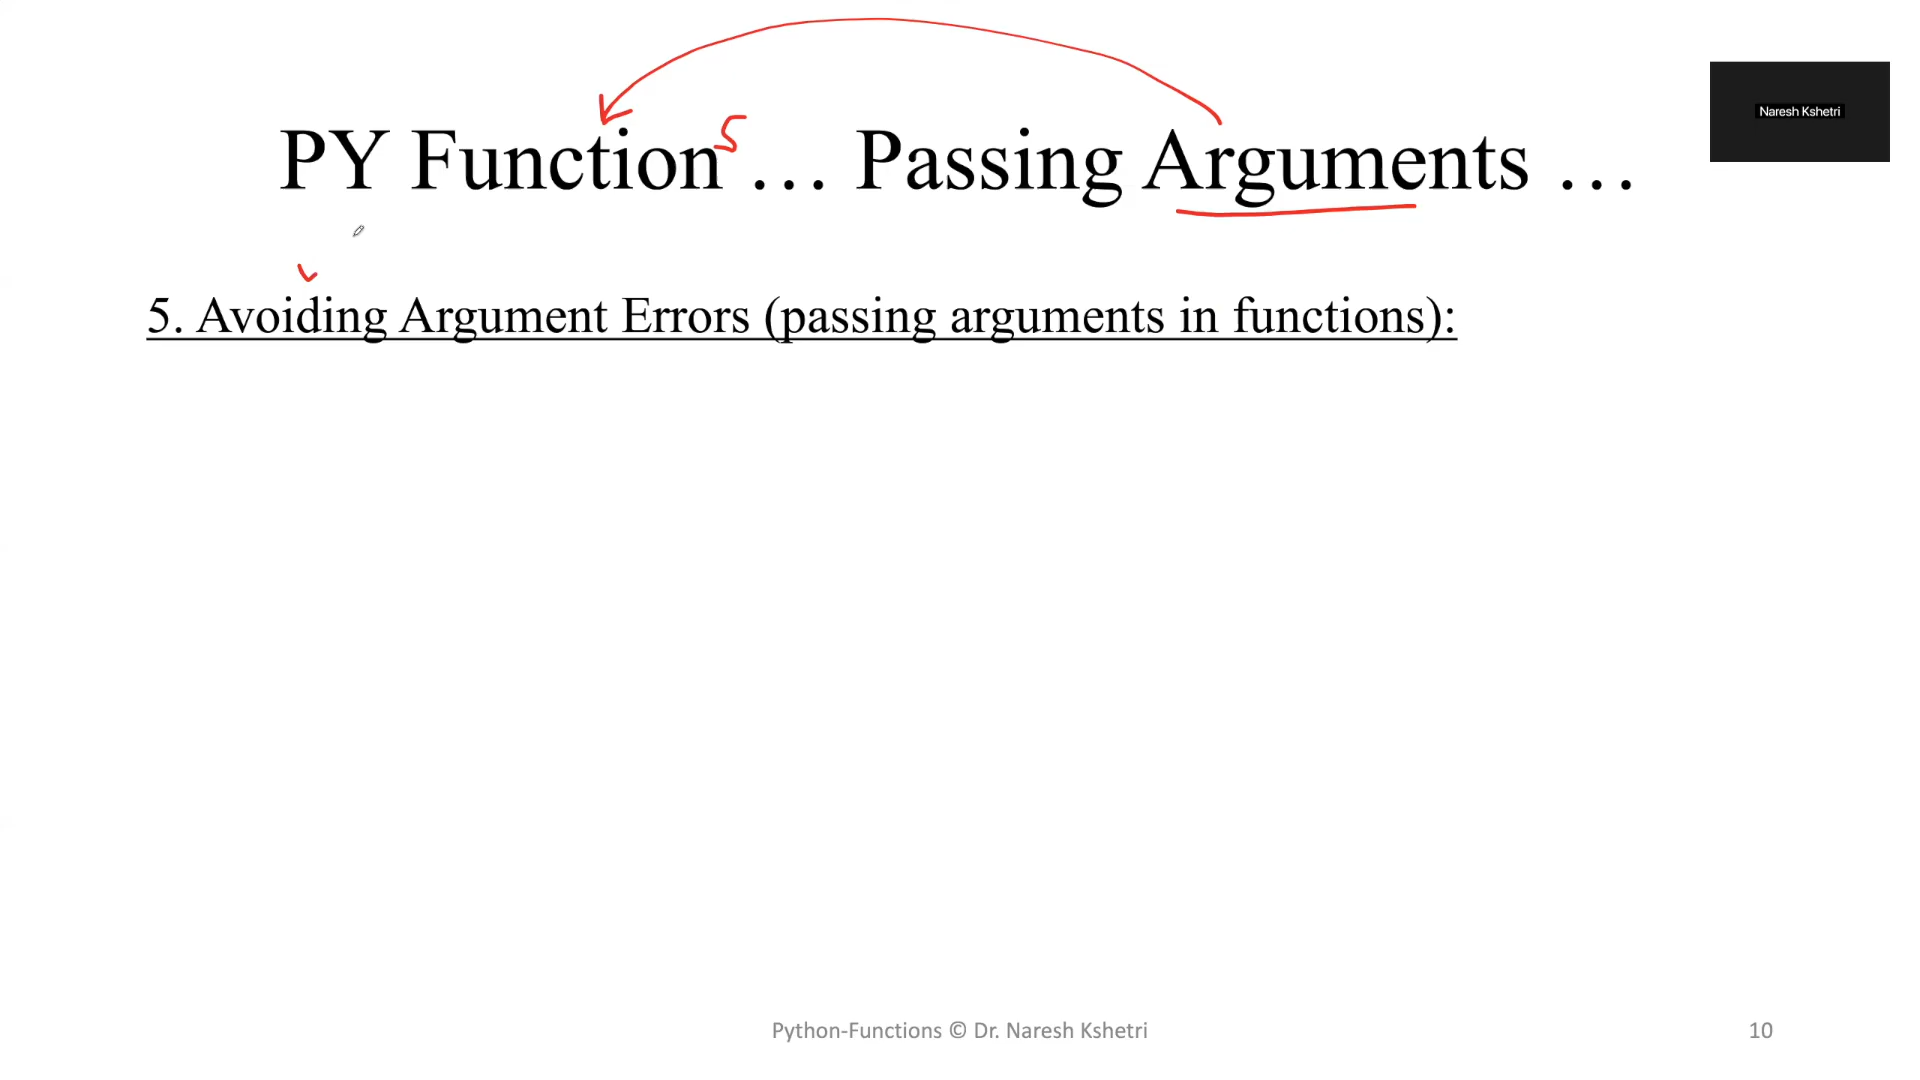 PY Functions ... Passing Arguments ...
Naresh Kshetri
5. Avoiding Argument Errors (passing arguments in functions):
Python-Functions © Dr. Naresh Kshetri
10